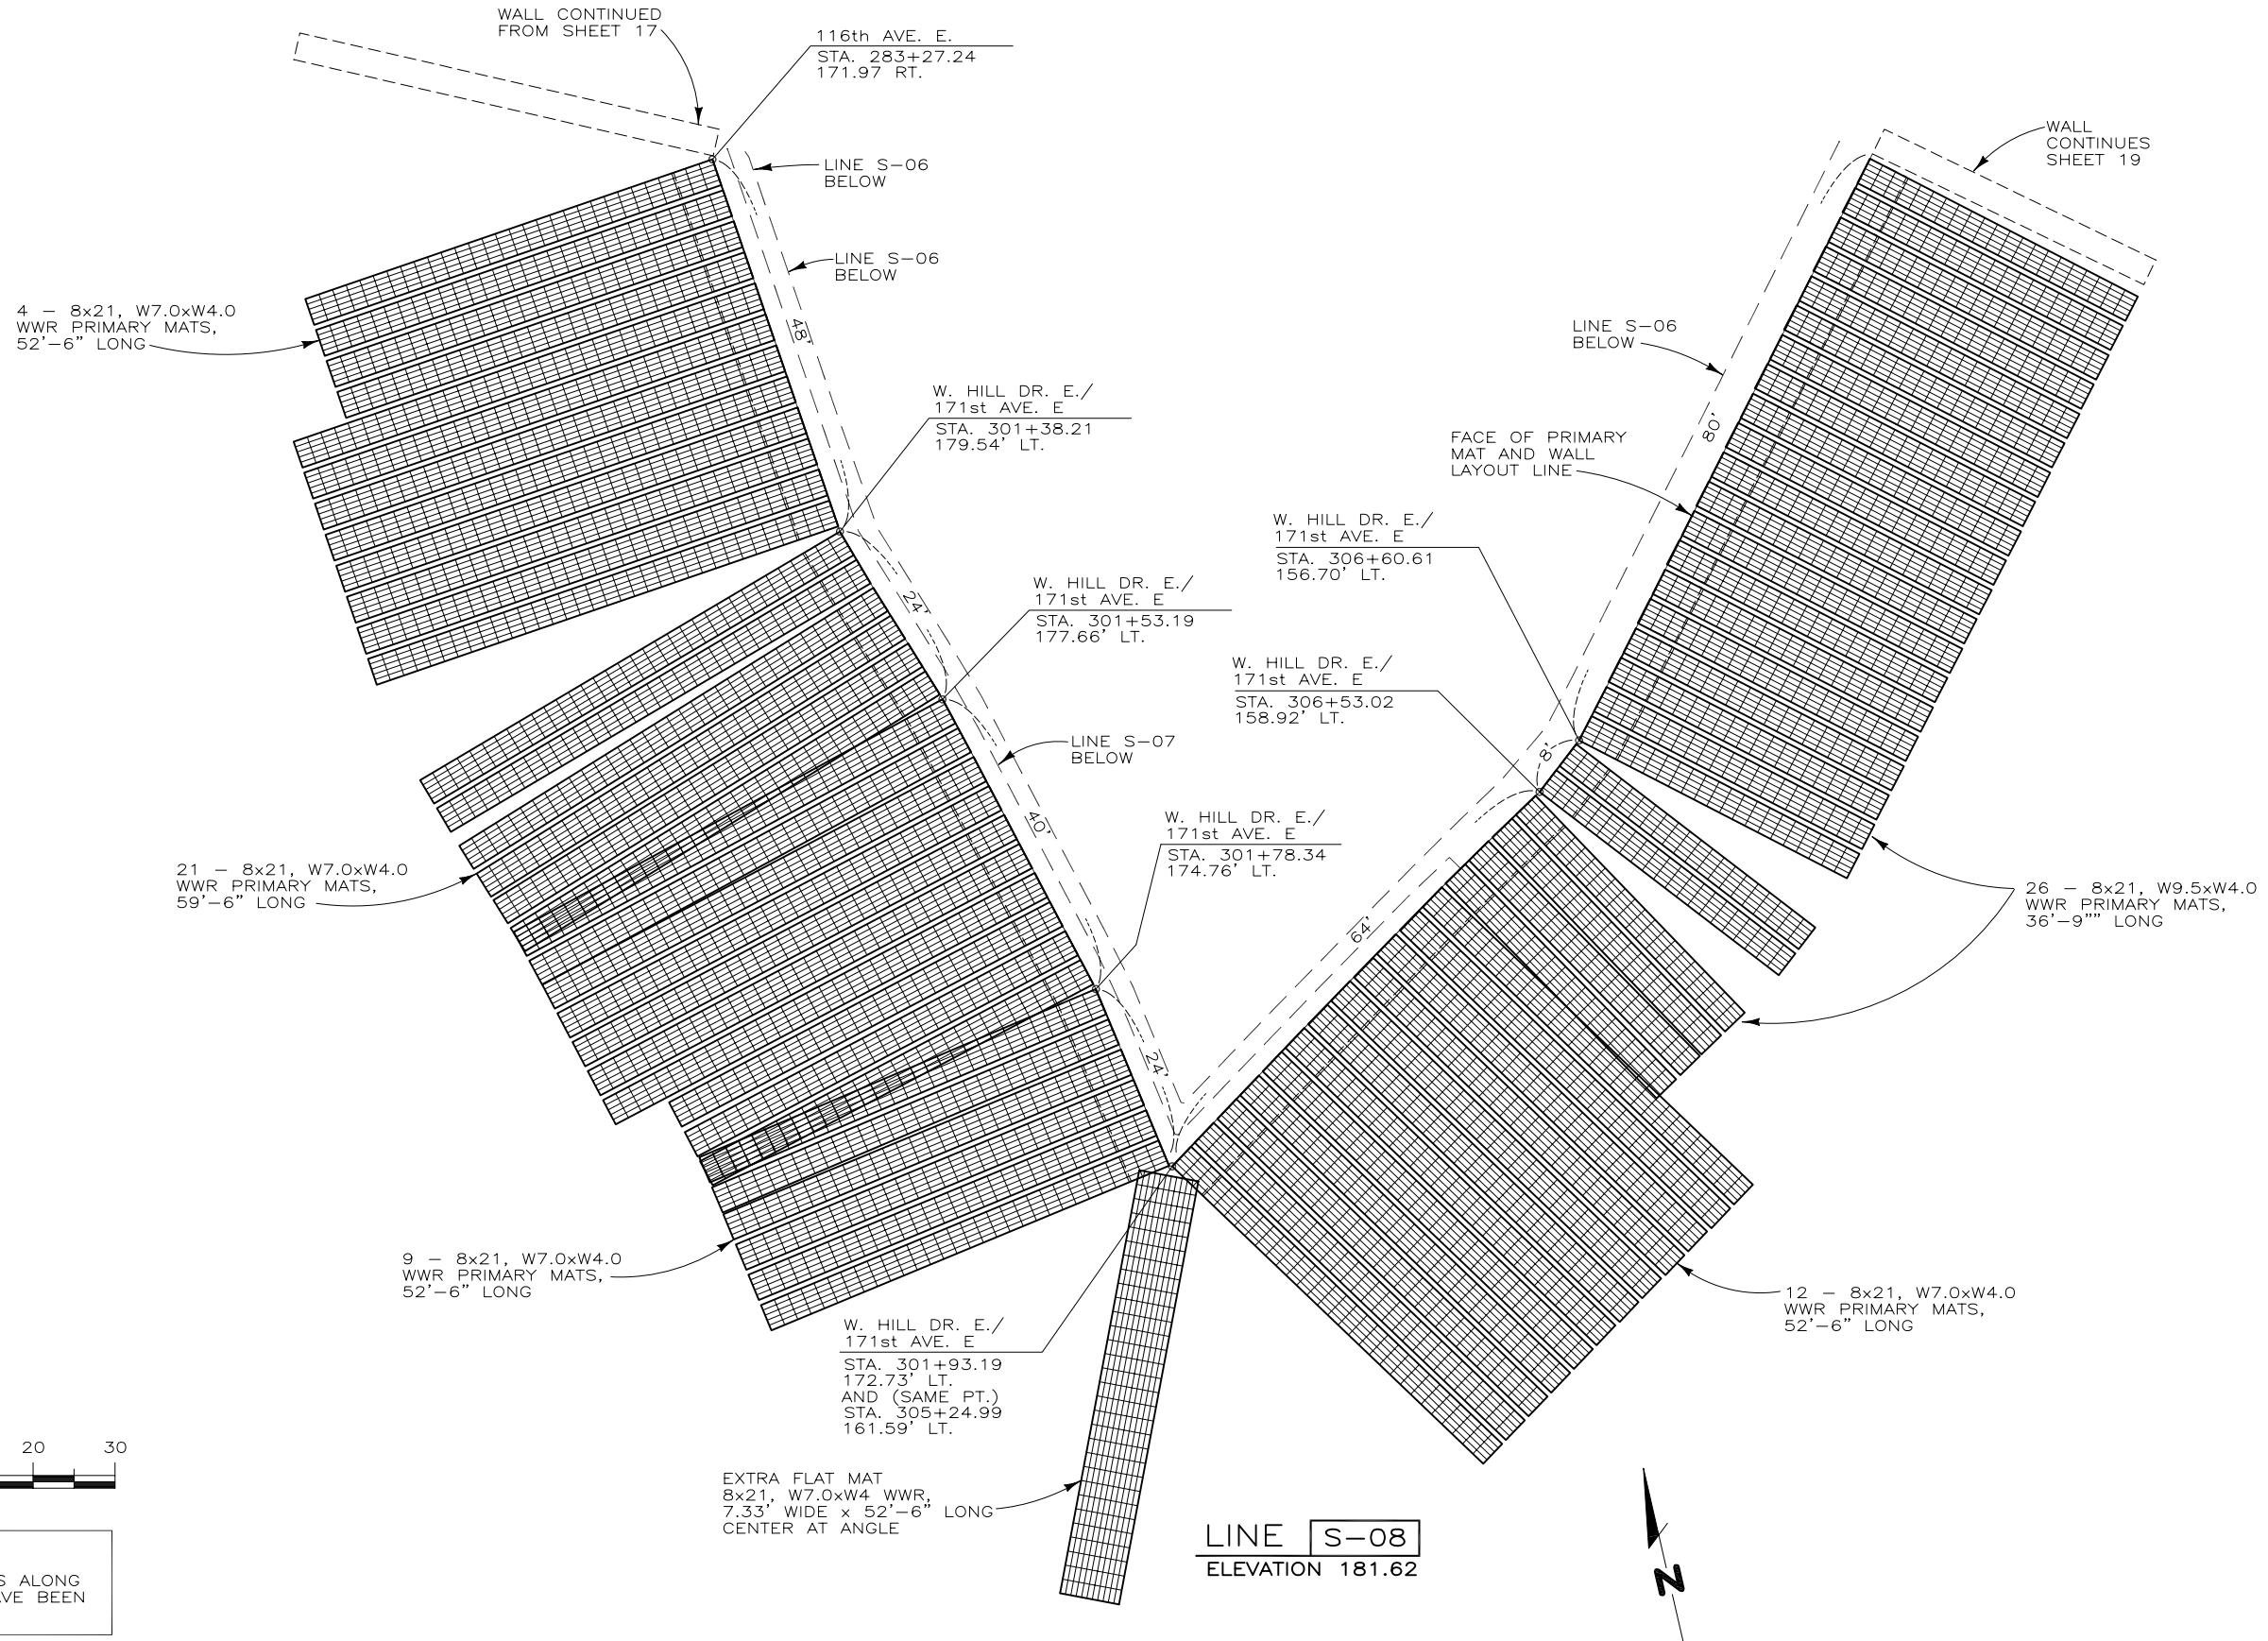 WALL CONTINUED
FROM SHEET 17
116th AVE. E.
STA. 283+27.24
171.97 RT.
LINE S-06
BELOW
LINE S-06
BELOW
4 - 8x21, W7.0xW4.0
WWR PRIMARY MATS,
52'-6" LONG
48'
W. HILL DR. E./
171st AVE. E
STA. 301+38.21
179.54' LT.
24'
W. HILL DR. E./
171st AVE. E
STA. 301+53.19
177.66' LT.
LINE S-07
BELOW
40'
21 - 8x21, W7.0xW4.0
WWR PRIMARY MATS,
59'-6" LONG
W. HILL DR. E./
171st AVE. E
STA. 301+78.34
174.76' LT.
24'
9 - 8x21, W7.0xW4.0
WWR PRIMARY MATS,
52'-6" LONG
W. HILL DR. E./
171st AVE. E
STA. 301+93.19
172.73' LT.
AND (SAME PT.)
STA. 305+24.99
161.59' LT.
EXTRA FLAT MAT
8x21, W7.0xW4 WWR,
7.33' WIDE x 52'-6" LONG
CENTER AT ANGLE
WALL
CONTINUES
SHEET 19
LINE S-06
BELOW
80'
FACE OF PRIMARY
MAT AND WALL
LAYOUT LINE
W. HILL DR. E./
171st AVE. E
STA. 306+60.61
156.70' LT.
W. HILL DR. E./
171st AVE. E
STA. 306+53.02
158.92' LT.
8'
64'
26 - 8x21, W9.5xW4.0
WWR PRIMARY MATS,
36'-9"" LONG
12 - 8x21, W7.0xW4.0
WWR PRIMARY MATS,
52'-6" LONG
20 30
S ALONG
AVE BEEN
LINE S-08
ELEVATION 181.62
N